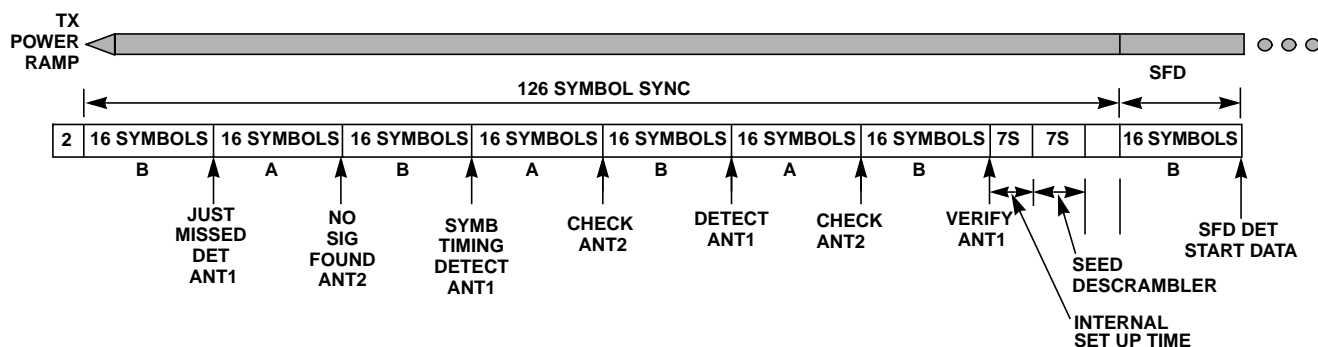 TX
POWER
RAMP
SFD
126 SYMBOL SYNC
2
16 SYMBOLS
16 SYMBOLS
16 SYMBOLS
16 SYMBOLS
16 SYMBOLS
16 SYMBOLS
16 SYMBOLS
7S
7S
16 SYMBOLS
B
A
B
A
B
A
B
B
JUST
MISSED
DET
ANT1
NO
SIG
FOUND
ANT2
SYMB
TIMING
DETECT
ANT1
CHECK
ANT2
DETECT
ANT1
CHECK
ANT2
VERIFY
ANT1
SFD DET
START DATA
SEED
DESCRAMBLER
INTERNAL
SET UP TIME